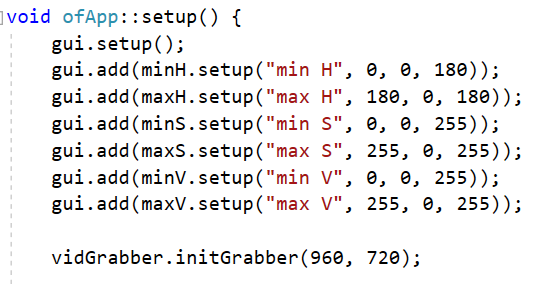 void ofApp::setup() {
    gui.setup();
    gui.add(minH.setup("min H", 0, 0, 180));
    gui.add(maxH.setup("max H", 180, 0, 180));
    gui.add(minS.setup("min S", 0, 0, 255));
    gui.add(maxS.setup("max S", 255, 0, 255));
    gui.add(minV.setup("min V", 0, 0, 255));
    gui.add(maxV.setup("max V", 255, 0, 255));

    vidGrabber.initGrabber(960, 720);